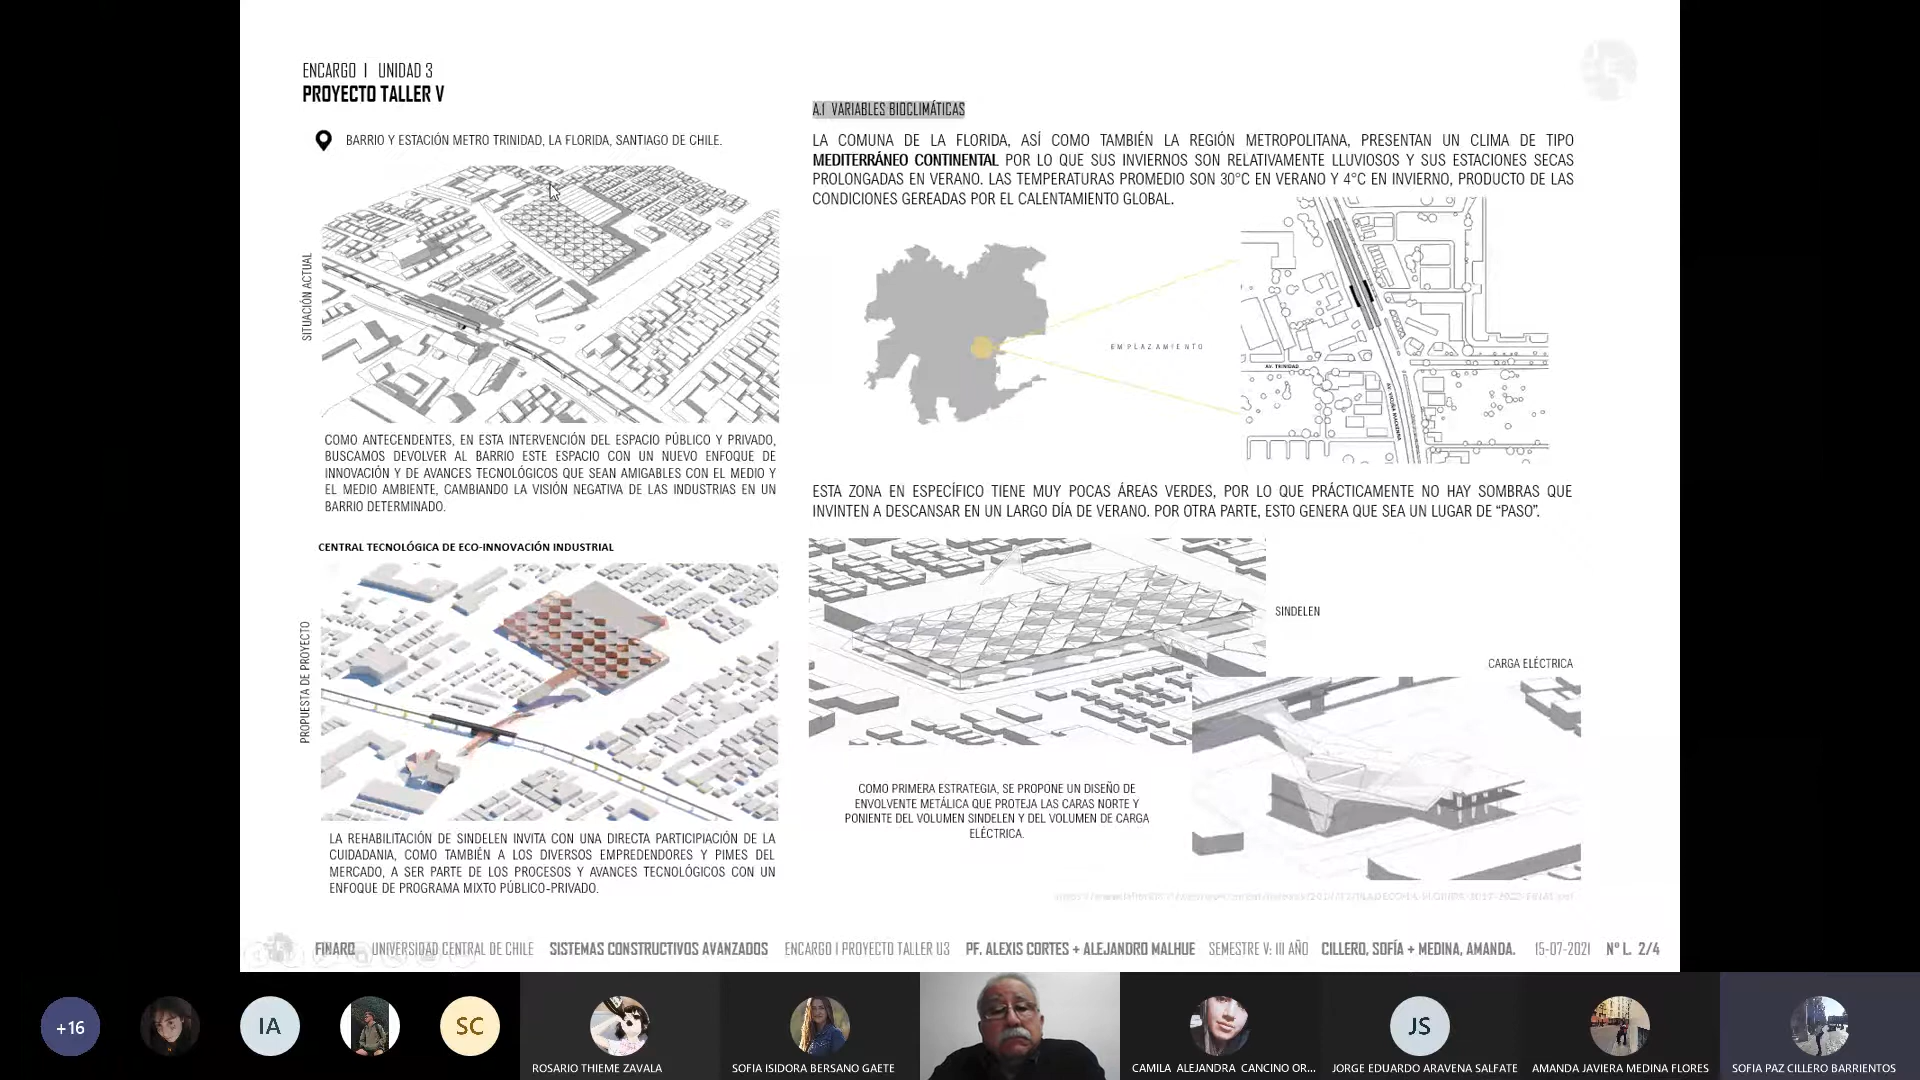 ENCARGO I UNIDAD 3
PROYECTO TALLER V
BARRIO Y ESTACIÓN METRO TRINIDAD, LA FLORIDA, SANTIAGO DE CHILE.
SITUACIÓN ACTUAL
COMO ANTECENDENTES, EN ESTA INTERVENCIÓN DEL ESPACIO PÚBLICO Y PRIVADO,
BUSCAMOS DEVOLVER AL BARRIO ESTE ESPACIO CON UN NUEVO ENFOQUE DE
INNOVACIÓN Y DE AVANCES TECNOLÓGICOS QUE SEAN AMIGABLES CON EL MEDIO Y
EL MEDIO AMBIENTE, CAMBIANDO LA VISIÓN NEGATIVA DE LAS INDUSTRIAS EN UN
BARRIO DETERMINADO.
CENTRAL TECNOLÓGICA DE ECO-INNOVACIÓN INDUSTRIAL
PROPUESTA DE PROYECTO
LA REHABILITACIÓN DE SINDELEN INVITA CON UNA DIRECTA PARTICIPIACIÓN DE LA
CUIDADANIA, COMO TAMBIÉN A LOS DIVERSOS EMPREDENDORES Y PIMES DEL
MERCADO, A SER PARTE DE LOS PROCESOS Y AVANCES TECNOLÓGICOS CON UN
ENFOQUE DE PROGRAMA MIXTO PÚBLICO-PRIVADO.
A.1 VARIABLES BIOCLIMÁTICAS
LA COMUNA DE LA FLORIDA, ASÍ COMO TAMBIÉN LA REGIÓN METROPOLITANA, PRESENTAN UN CLIMA DE TIPO
MEDITERRÁNEO CONTINENTAL POR LO QUE SUS INVIERNOS SON RELATIVAMENTE LLUVIOSOS Y SUS ESTACIONES SECAS
PROLONGADAS EN VERANO. LAS TEMPERATURAS PROMEDIO SON 30°C EN VERANO Y 4°C EN INVIERNO, PRODUCTO DE LAS
CONDICIONES GEREADAS POR EL CALENTAMIENTO GLOBAL.
EMPLAZAMIENTO
AV. TRINIDAD
AV. VICUÑA MACKENNA
ESTA ZONA EN ESPECÍFICO TIENE MUY POCAS ÁREAS VERDES, POR LO QUE PRÁCTICAMENTE NO HAY SOMBRAS QUE
INVINTEN A DESCANSAR EN UN LARGO DÍA DE VERANO. POR OTRA PARTE, ESTO GENERA QUE SEA UN LUGAR DE “PASO”.
SINDELEN
CARGA ELÉCTRICA
COMO PRIMERA ESTRATEGIA, SE PROPONE UN DISEÑO DE
ENVOLVENTE METÁLICA QUE PROTEJA LAS CARAS NORTE Y
PONIENTE DEL VOLUMEN SINDELEN Y DEL VOLUMEN DE CARGA
ELÉCTRICA.
FINARQ UNIVERSIDAD CENTRAL DE CHILE SISTEMAS CONSTRUCTIVOS AVANZADOS ENCARGO I PROYECTO TALLER U3 PF. ALEXIS CORTES + ALEJANDRO MALHUE SEMESTRE V: III AÑO CILLERO, SOFÍA + MEDINA, AMANDA. 15-07-2021 Nº L. 2/4
+16
IA
SC
JS
ROSARIO THIEME ZAVALA
SOFIA ISIDORA BERSANO GAETE
CAMILA ALEJANDRA CANCINO OR...
JORGE EDUARDO ARAVENA SALFATE
AMANDA JAVIERA MEDINA FLORES
SOFIA PAZ CILLERO BARRIENTOS